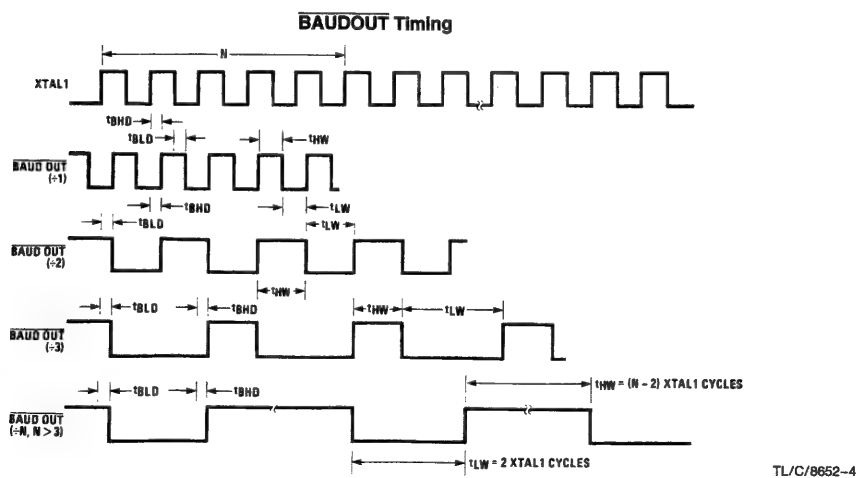 BAUDOUT Timing
N
XTAL1
tBHD
tBLD
tHW
BAUD OUT
(÷1)
tBHD
tLW
tBLD
tLW
BAUD OUT
(÷2)
tHW
tBLD
tBHD
tHW
tLW
BAUD OUT
(÷3)
tBLD
tBHD
tHW = (N – 2) XTAL1 CYCLES
BAUD OUT
(÷N, N > 3)
tLW = 2 XTAL1 CYCLES
TL/C/8652–4